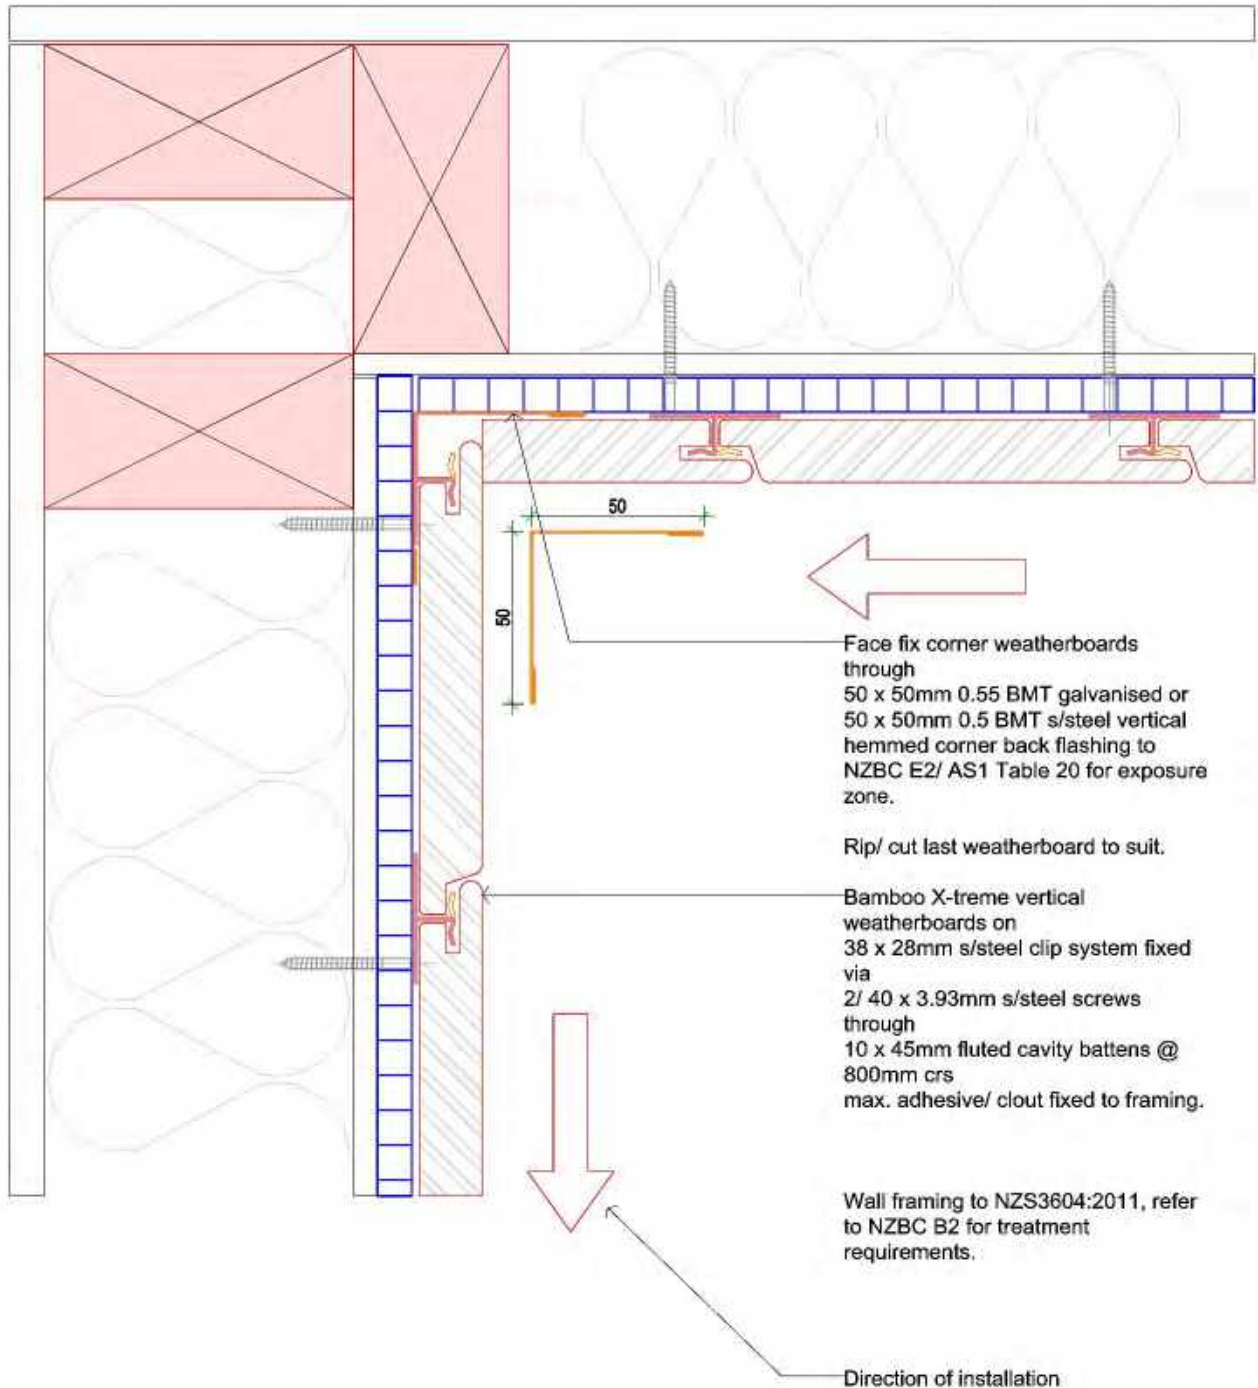 50
50
Face fix corner weatherboards
through
50 x 50mm 0.55 BMT galvanised or
50 x 50mm 0.5 BMT s/steel vertical
hemmed corner back flashing to
NZBC E2/ AS1 Table 20 for exposure
zone.
Rip/ cut last weatherboard to suit.
Bamboo X-treme vertical
weatherboards on
38 x 28mm s/steel clip system fixed
via
2/ 40 x 3.93mm s/steel screws
through
10 x 45mm fluted cavity battens @
800mm crs
max. adhesive/ clout fixed to framing.
Wall framing to NZS3604:2011, refer
to NZBC B2 for treatment
requirements.
Direction of installation